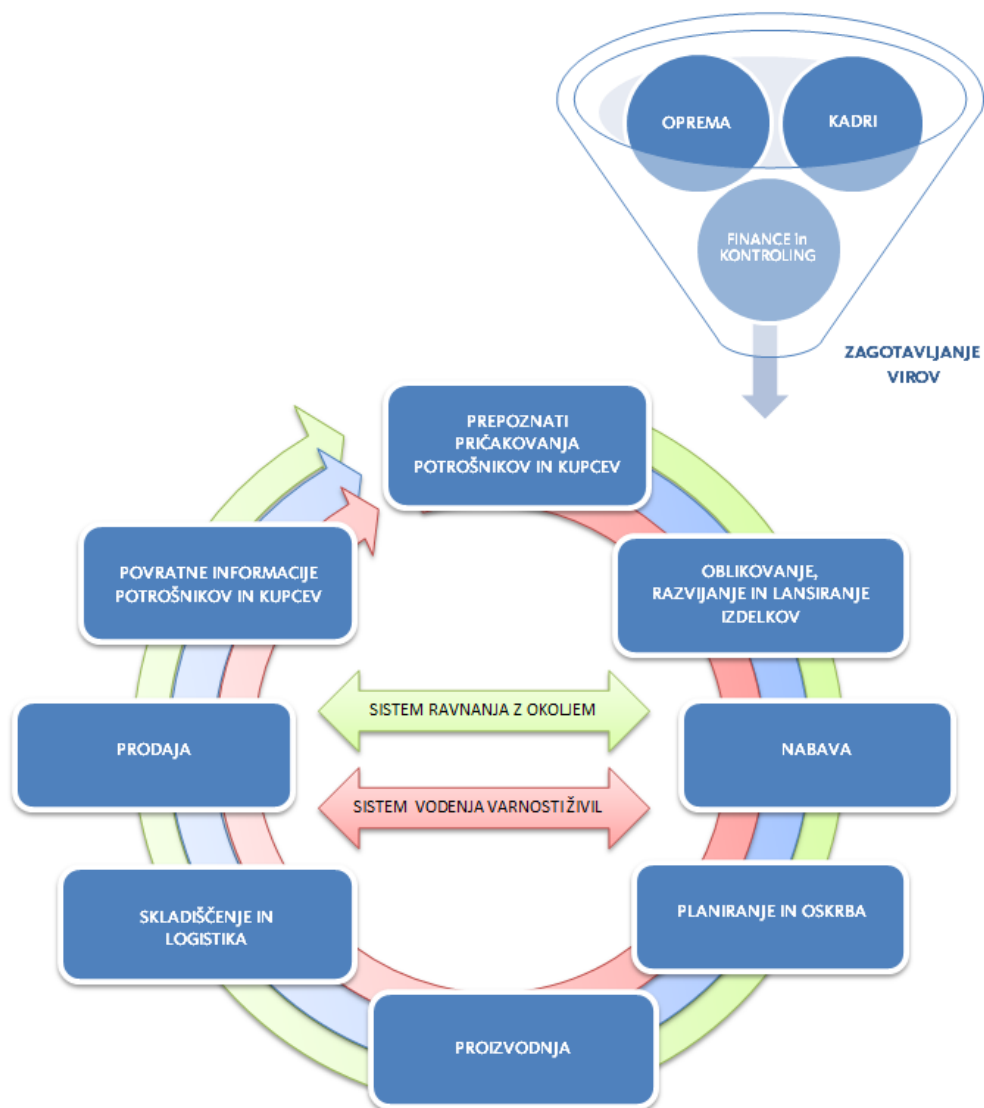 OPREMA
KADRI
FINANCE in
KONTROLING
ZAGOTAVLJANJE
VIROV
PREPOZNATI
PRIČAKOVANJA
POTROŠNIKOV IN KUPCEV
OBLIKOVANJE,
RAZVIJANJE IN LANSIRANJE
IZDELKOV
NABAVA
PLANIRANJE IN OSKRBA
PROIZVODNJA
SKLADIŠČENJE IN
LOGISTIKA
PRODAJA
POVRATNE INFORMACIJE
POTROŠNIKOV IN KUPCEV
SISTEM RAVNANJA Z OKOLJEM
SISTEM VODENJA VARNOSTI ŽIVIL